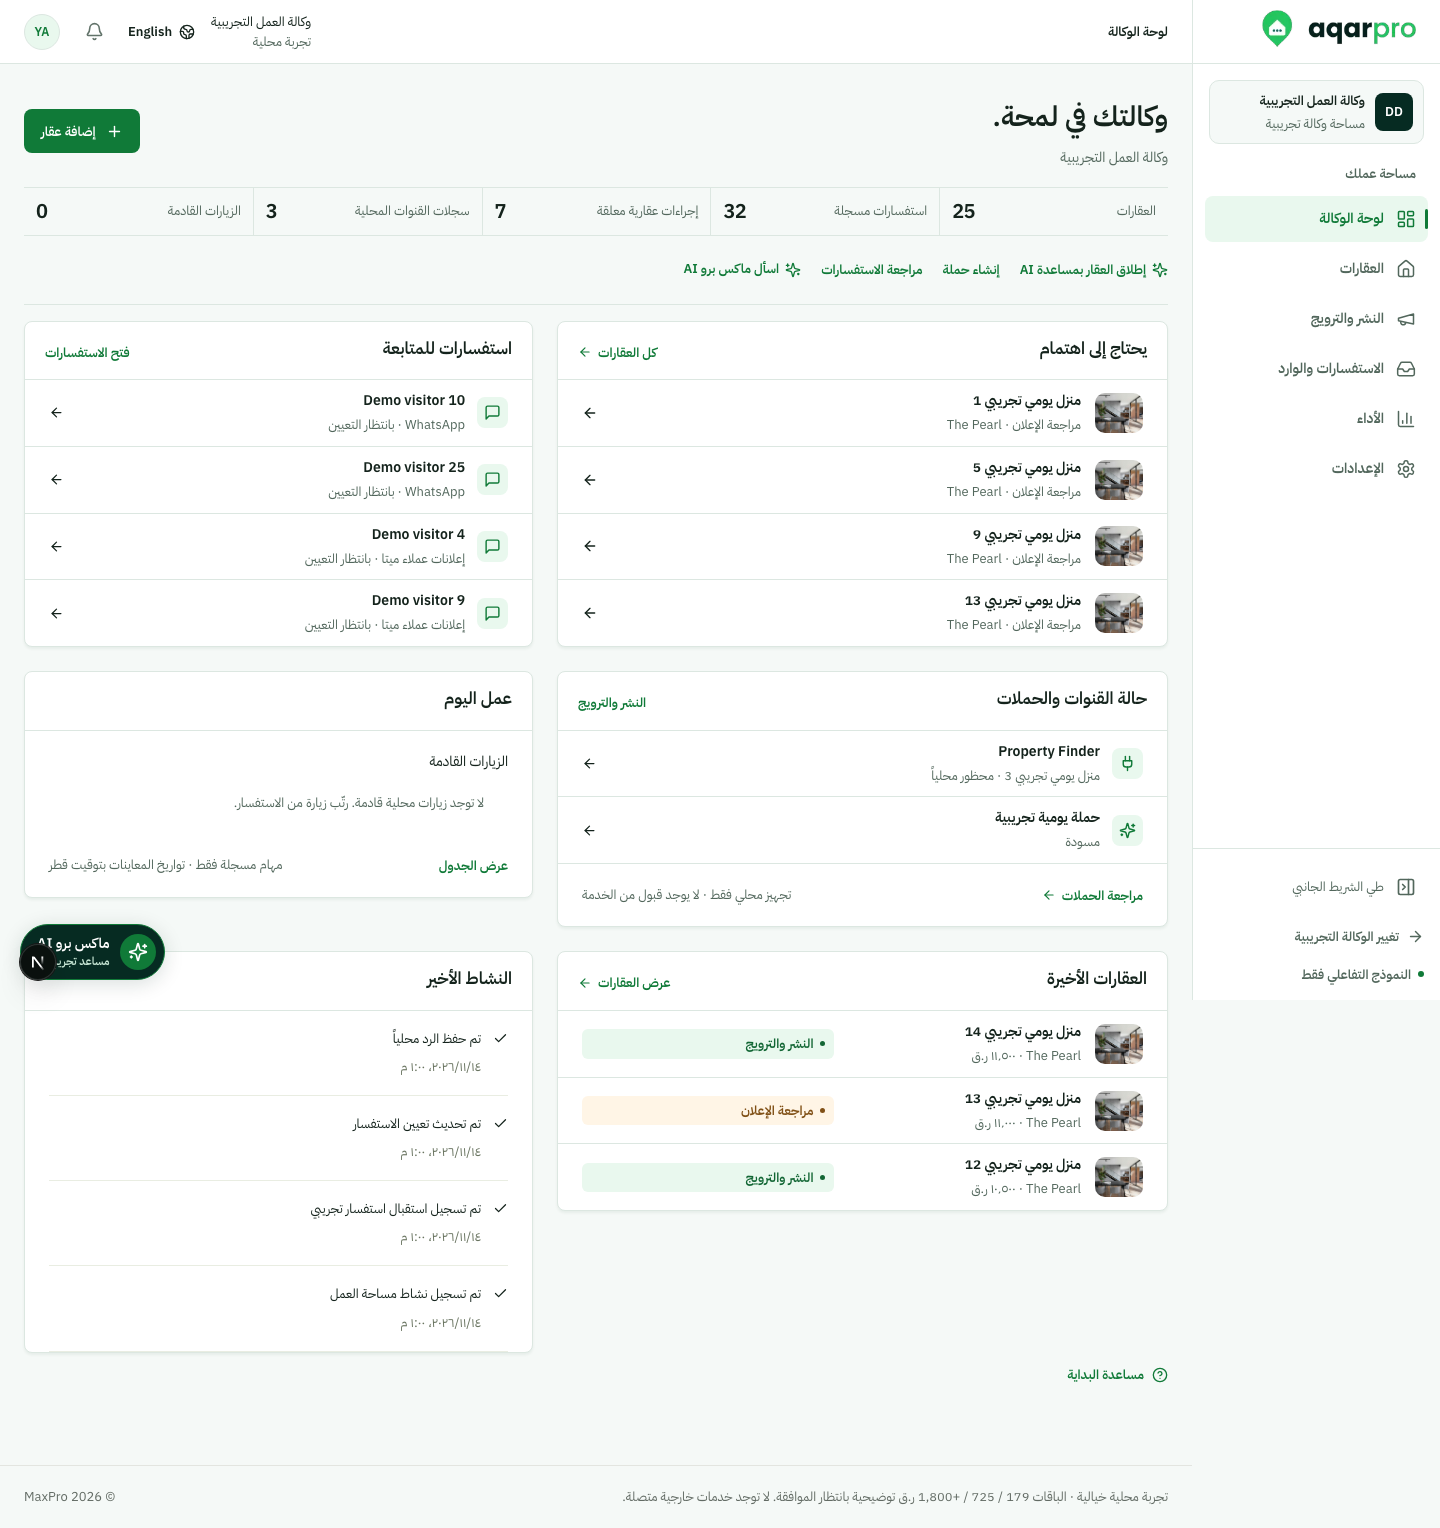 aqarpro
لوحة الوكالة
وكالة العمل التجريبية
تجربة محلية
English
YA
DD
وكالة العمل التجريبية
مساحة وكالة تجريبية
مساحة عملك
لوحة الوكالة
العقارات
النشر والترويج
الاستفسارات والوارد
الأداء
الإعدادات
طي الشريط الجانبي
تغيير الوكالة التجريبية
النموذج التفاعلي فقط
وكالتك في لمحة.
وكالة العمل التجريبية
إضافة عقار
العقارات 25
استفسارات مسجلة 32
إجراءات عقارية معلقة 7
سجلات القنوات المحلية 3
الزيارات القادمة 0
إطلاق العقار بمساعدة AI
إنشاء حملة
مراجعة الاستفسارات
اسأل ماكس برو AI
يحتاج إلى اهتمام
كل العقارات
منزل يومي تجريبي 1
مراجعة الإعلان · The Pearl
منزل يومي تجريبي 5
مراجعة الإعلان · The Pearl
منزل يومي تجريبي 9
مراجعة الإعلان · The Pearl
منزل يومي تجريبي 13
مراجعة الإعلان · The Pearl
استفسارات للمتابعة
فتح الاستفسارات
Demo visitor 10
WhatsApp · بانتظار التعيين
Demo visitor 25
WhatsApp · بانتظار التعيين
Demo visitor 4
إعلانات عملاء ميتا · بانتظار التعيين
Demo visitor 9
إعلانات عملاء ميتا · بانتظار التعيين
حالة القنوات والحملات
النشر والترويج
Property Finder
منزل يومي تجريبي 3 · محظور محلياً
حملة يومية تجريبية
مسودة
مراجعة الحملات
تجهيز محلي فقط · لا يوجد قبول من الخدمة
عمل اليوم
الزيارات القادمة
لا توجد زيارات محلية قادمة. رتّب زيارة من الاستفسار.
عرض الجدول
مهام مسجلة فقط · تواريخ المعاينات بتوقيت قطر
ماكس برو AI
مساعد
N
العقارات الأخيرة
عرض العقارات
منزل يومي تجريبي 14
The Pearl · ١١٬٥٠٠ ر.ق
النشر والترويج
منزل يومي تجريبي 13
The Pearl · ١١٬٠٠٠ ر.ق
مراجعة الإعلان
منزل يومي تجريبي 12
The Pearl · ١٠٬٥٠٠ ر.ق
النشر والترويج
النشاط الأخير
تم حفظ الرد محلياً
١٤‏/١١‏/٢٠٢٦، ١:٠٠ م
تم تحديث تعيين الاستفسار
١٤‏/١١‏/٢٠٢٦، ١:٠٠ م
تم تسجيل استقبال استفسار تجريبي
١٤‏/١١‏/٢٠٢٦، ١:٠٠ م
تم تسجيل نشاط مساحة العمل
١٤‏/١١‏/٢٠٢٦، ١:٠٠ م
مساعدة البداية
تجربة محلية خيالية · الباقات 179 / 725 / +1,800 ر.ق توضيحية بانتظار الموافقة. لا توجد خدمات خارجية متصلة.
© 2026 MaxPro